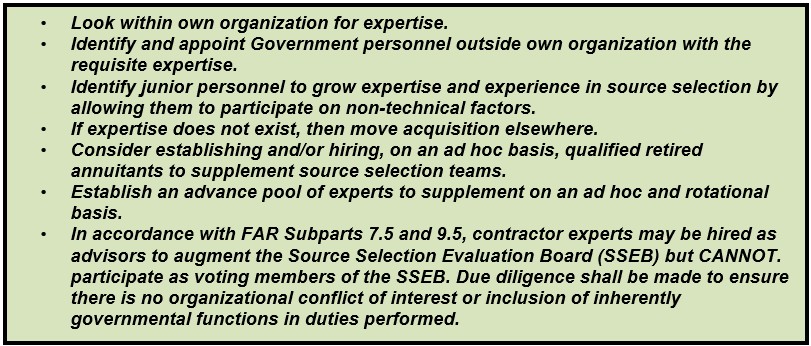 • Look within own organization for expertise.
• Identify and appoint Government personnel outside own organization with the
requisite expertise.
• Identify junior personnel to grow expertise and experience in source selection by
allowing them to participate on non-technical factors.
• If expertise does not exist, then move acquisition elsewhere.
• Consider establishing and/or hiring, on an ad hoc basis, qualified retired
annuitants to supplement source selection teams.
• Establish an advance pool of experts to supplement on an ad hoc and rotational
basis.
• In accordance with FAR Subparts 7.5 and 9.5, contractor experts may be hired as
advisors to augment the Source Selection Evaluation Board (SSEB) but CANNOT.
participate as voting members of the SSEB. Due diligence shall be made to ensure
there is no organizational conflict of interest or inclusion of inherently
governmental functions in duties performed.